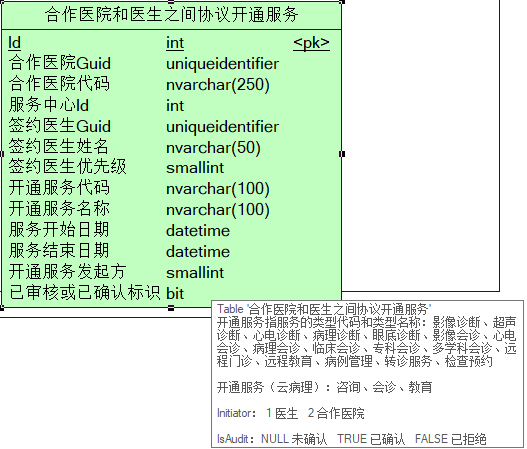 合作医院和医生之间协议开通服务
Id int <pk>
合作医院Guid uniqueidentifier
合作医院代码 nvarchar(250)
服务中心Id int
签约医生Guid uniqueidentifier
签约医生姓名 nvarchar(50)
签约医生优先级 smallint
开通服务代码 nvarchar(100)
开通服务名称 nvarchar(100)
服务开始日期 datetime
服务结束日期 datetime
开通服务发起方 smallint
已审核或已确认标识 bit
Table '合作医院和医生之间协议开通服务'
开通服务指服务的类型代码和类型名称：影像诊断、超声
诊断、心电诊断、病理诊断、眼底诊断、影像会诊、心电
会诊、病理会诊、临床会诊、专科会诊、多学科会诊、远
程门诊、远程教育、病例管理、转诊服务、检查预约
开通服务（云病理）：咨询、会诊、教育
Initiator： 1 医生 2 合作医院
IsAudit：NULL 未确认 TRUE 已确认 FALSE 已拒绝